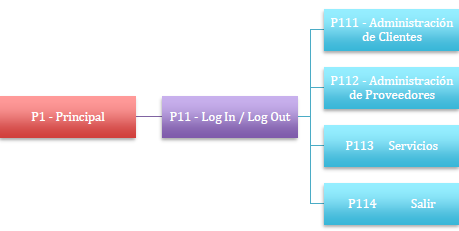 P1 - Principal
P11 - Log In / Log Out
P111 - Administración
de Clientes
P112 - Administración
de Proveedores
P113 Servicios
P114 Salir